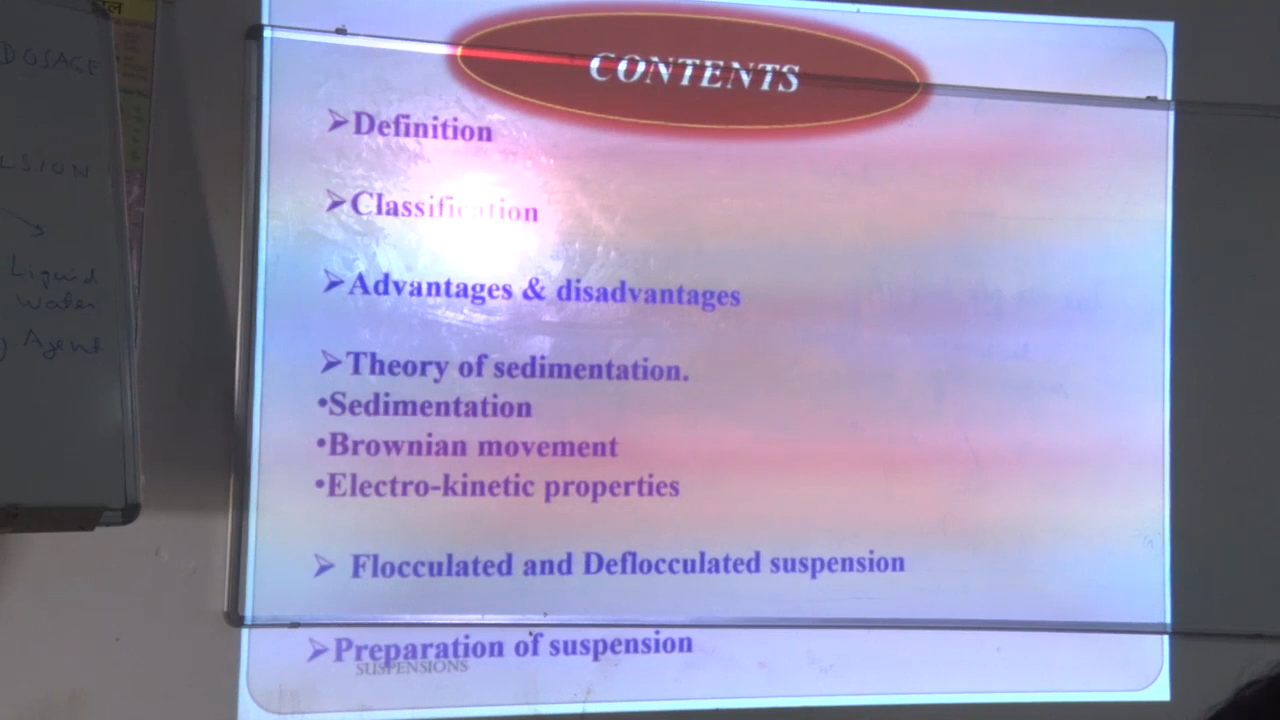 DOSAGE
LSION
Liquid
Water
Agent
CONTENTS
➢Definition
➢Classification
➢Advantages & disadvantages
➢Theory of sedimentation.
•Sedimentation
•Brownian movement
•Electro-kinetic properties
➢ Flocculated and Deflocculated suspension
➢Preparation of suspension
SUSPENSIONS